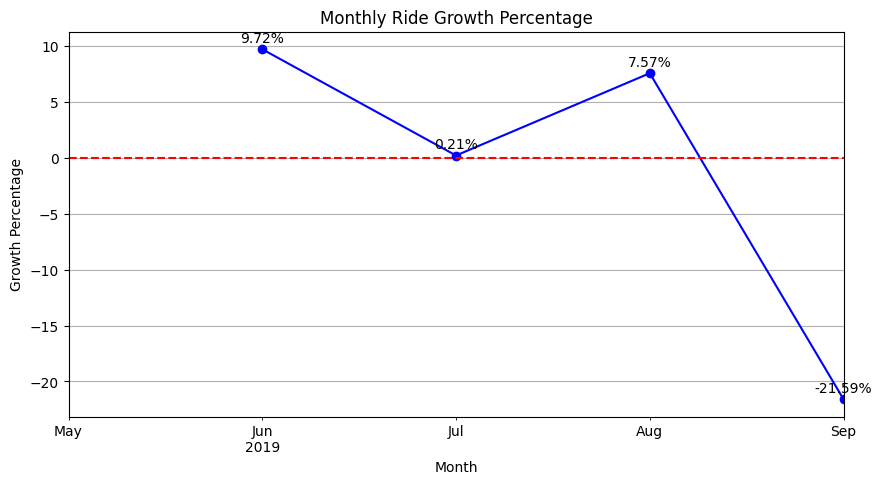 Monthly Ride Growth Percentage
10
5
0
−5
−10
−15
−20
Growth Percentage
9.72%
0.21%
7.57%
-21.59%
May
Jun
2019
Jul
Aug
Sep
Month